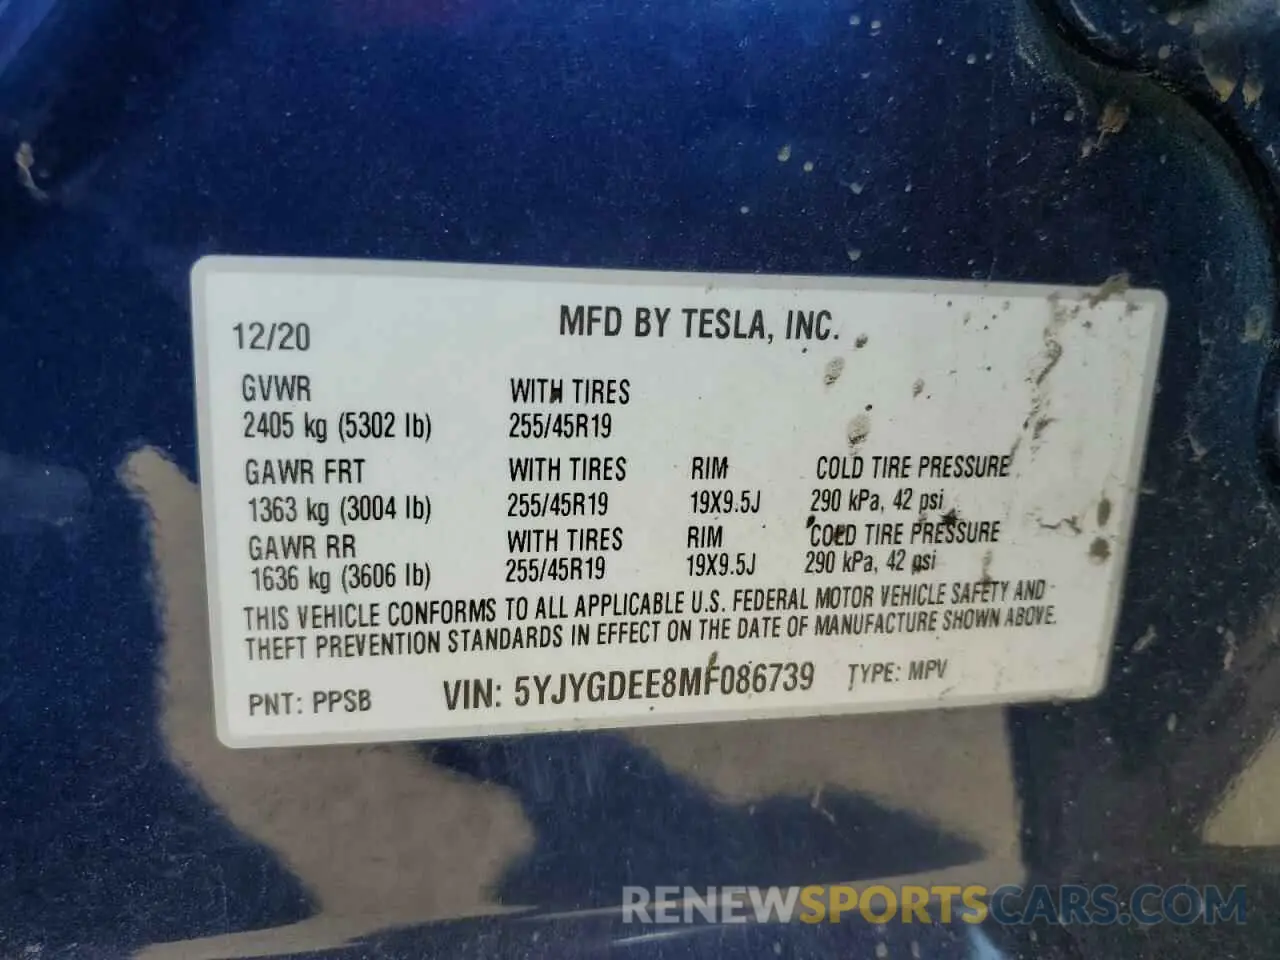 12/20 MFD BY TESLA, INC.
GVWR WITH TIRES
2405 kg (5302 lb) 255/45R19
GAWR FRT WITH TIRES RIM COLD TIRE PRESSURE
1363 kg (3004 lb) 255/45R19 19X9.5J 290 kPa, 42 psi
GAWR RR WITH TIRES RIM COLD TIRE PRESSURE
1636 kg (3606 lb) 255/45R19 19X9.5J 290 kPa, 42 psi
THIS VEHICLE CONFORMS TO ALL APPLICABLE U.S. FEDERAL MOTOR VEHICLE SAFETY AND
THEFT PREVENTION STANDARDS IN EFFECT ON THE DATE OF MANUFACTURE SHOWN ABOVE.
PNT: PPSB VIN: 5YJYGDEE8MF086739 TYPE: MPV
RENEWSPORTSCARS.COM